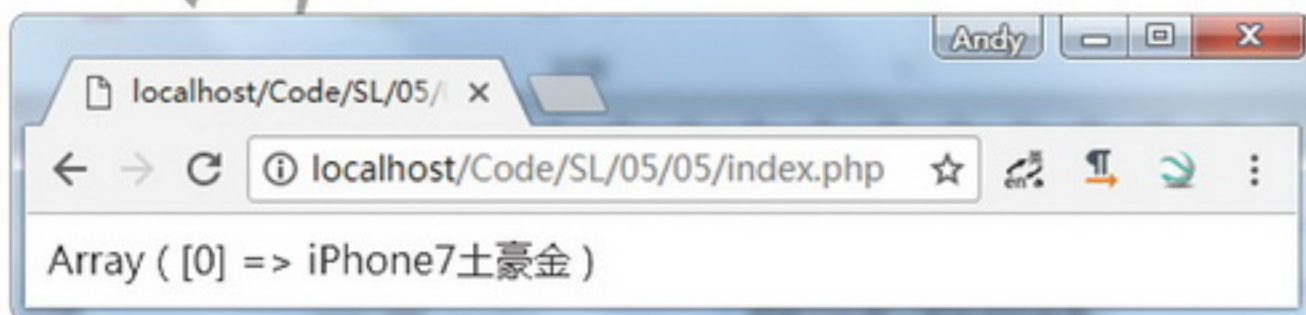 Andy
localhost/Code/SL/05/
localhost/Code/SL/05/05/index.php
en
Array ( [0] => iPhone7土豪金 )